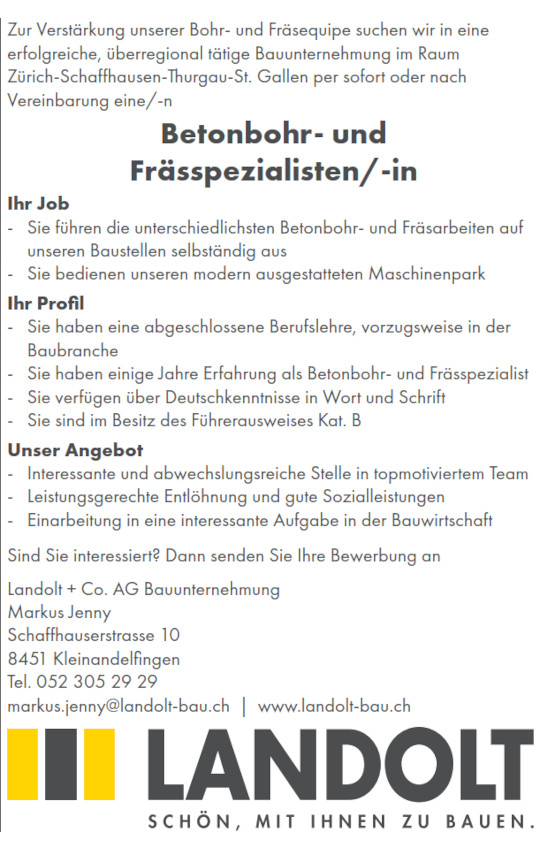 Zur Verstärkung unserer Bohr- und Fräsequipe suchen wir in eine
erfolgreiche, überregional tätige Bauunternehmung im Raum
Zürich-Schaffhausen-Thurgau-St. Gallen per sofort oder nach
Vereinbarung eine/-n
Betonbohr- und
Frässpezialisten/-in
Ihr Job
- Sie führen die unterschiedlichsten Betonbohr- und Fräsarbeiten auf
unseren Baustellen selbständig aus
- Sie bedienen unseren modern ausgestatteten Maschinenpark
Ihr Profil
- Sie haben eine abgeschlossene Berufslehre, vorzugsweise in der
Baubranche
- Sie haben einige Jahre Erfahrung als Betonbohr- und Frässpezialist
- Sie verfügen über Deutschkenntnisse in Wort und Schrift
- Sie sind im Besitz des Führerausweises Kat. B
Unser Angebot
- Interessante und abwechslungsreiche Stelle in topmotiviertem Team
- Leistungsgerechte Entlöhnung und gute Sozialleistungen
- Einarbeitung in eine interessante Aufgabe in der Bauwirtschaft
Sind Sie interessiert? Dann senden Sie Ihre Bewerbung an
Landolt + Co. AG Bauunternehmung
Markus Jenny
Schaffhauserstrasse 10
8451 Kleinandelfingen
Tel. 052 305 29 29
markus.jenny@landolt-bau.ch | www.landolt-bau.ch
LANDOLT
SCHÖN, MIT IHNEN ZU BAUEN.